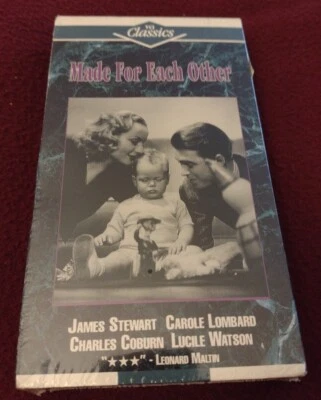 Classics
Made For Each Other
JAMES STEWART CAROLE LOMBARD
CHARLES COBURN LUCILE WATSON
"★★★" - LEONARD MALTIN